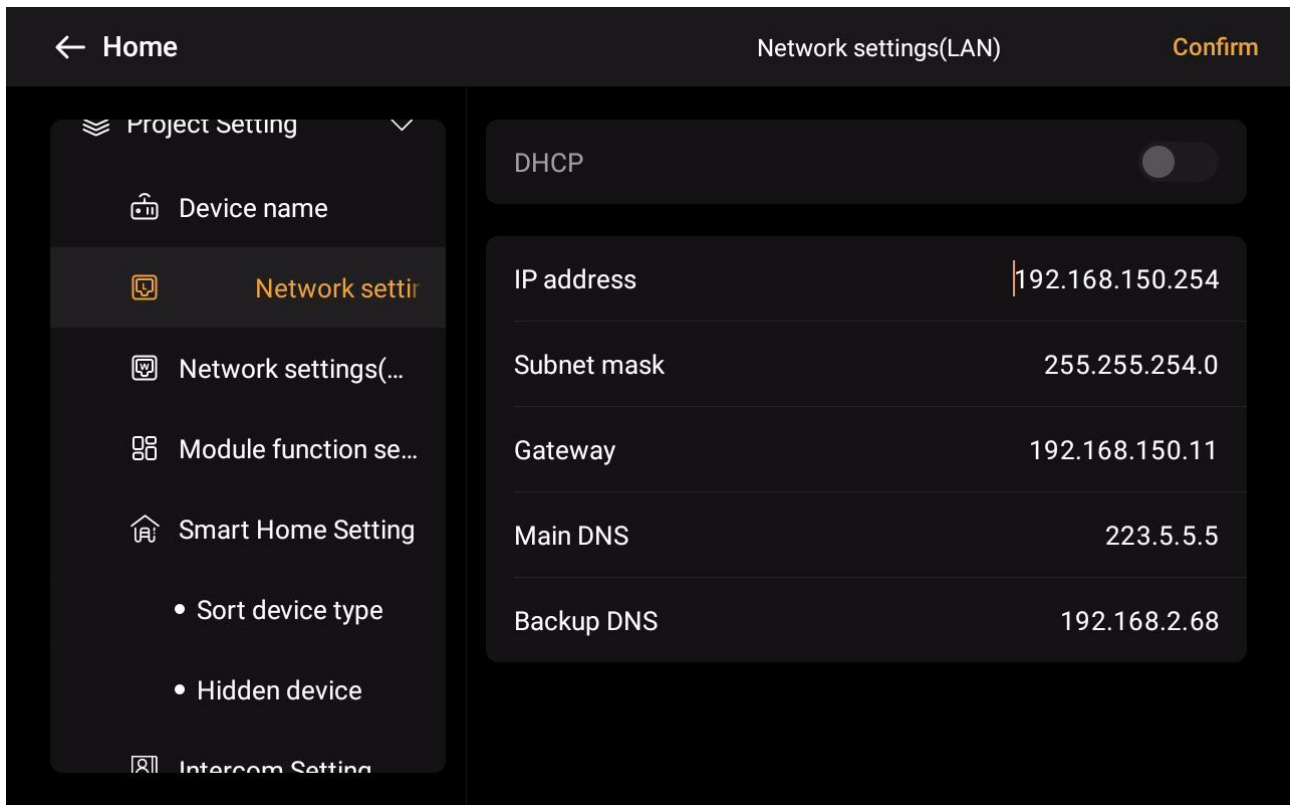 Home
Network settings(LAN)
Confirm
Project Setting
Device name
Network settin
Network settings(...
Module function se...
Smart Home Setting
• Sort device type
• Hidden device
Intercom Setting
DHCP
IP address 192.168.150.254
Subnet mask 255.255.254.0
Gateway 192.168.150.11
Main DNS 223.5.5.5
Backup DNS 192.168.2.68